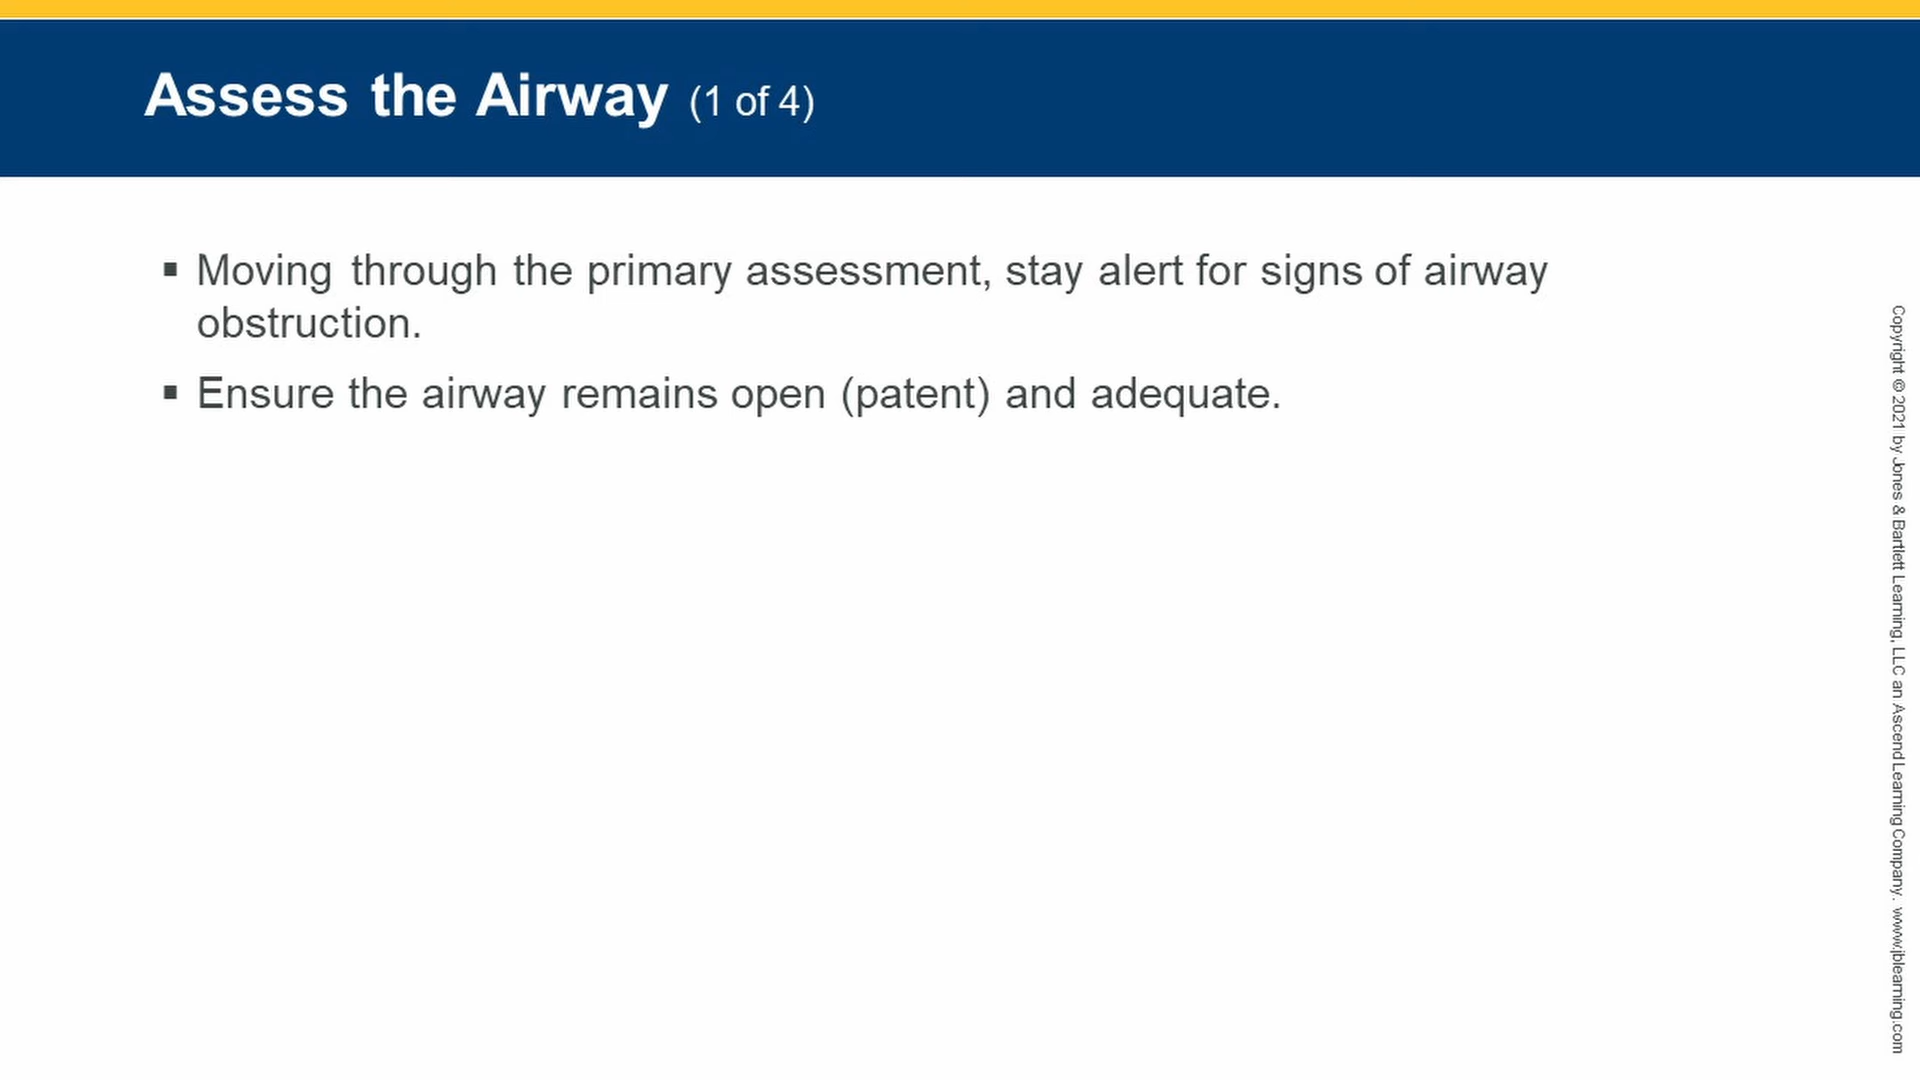 Assess the Airway (1 of 4)
▪ Moving through the primary assessment, stay alert for signs of airway
obstruction.
▪ Ensure the airway remains open (patent) and adequate.
Copyright © 2021 by Jones & Bartlett Learning, LLC an Ascend Learning Company. www.jblearning.com